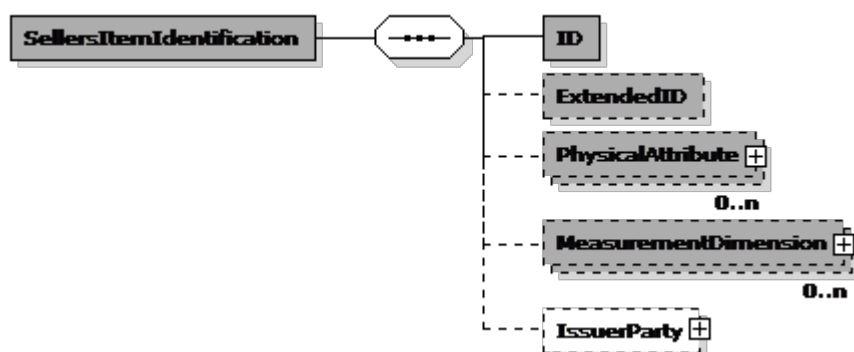 SellersItemIdentification
ID
ExtendedID
PhysicalAttribute
0..n
MeasurementDimension
0..n
IssuerParty